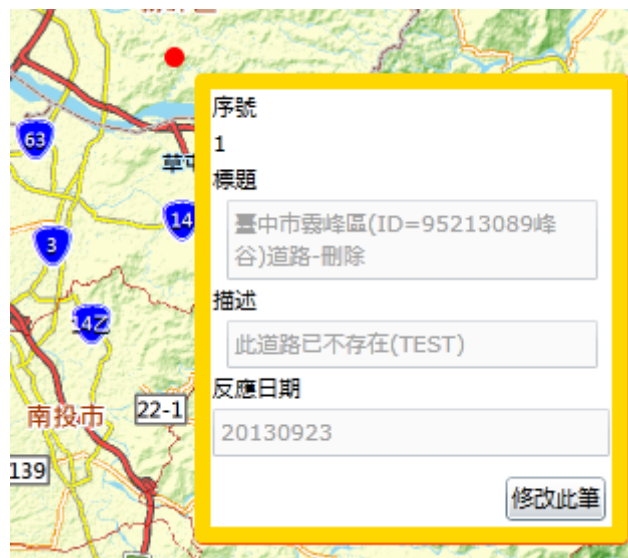 序號
1
標題
臺中市霧峰區(ID=95213089峰
谷)道路-刪除
描述
此道路已不存在(TEST)
反應日期
20130923
修改此筆
63
草屯
14
3
14乙
南投市
22-1
139